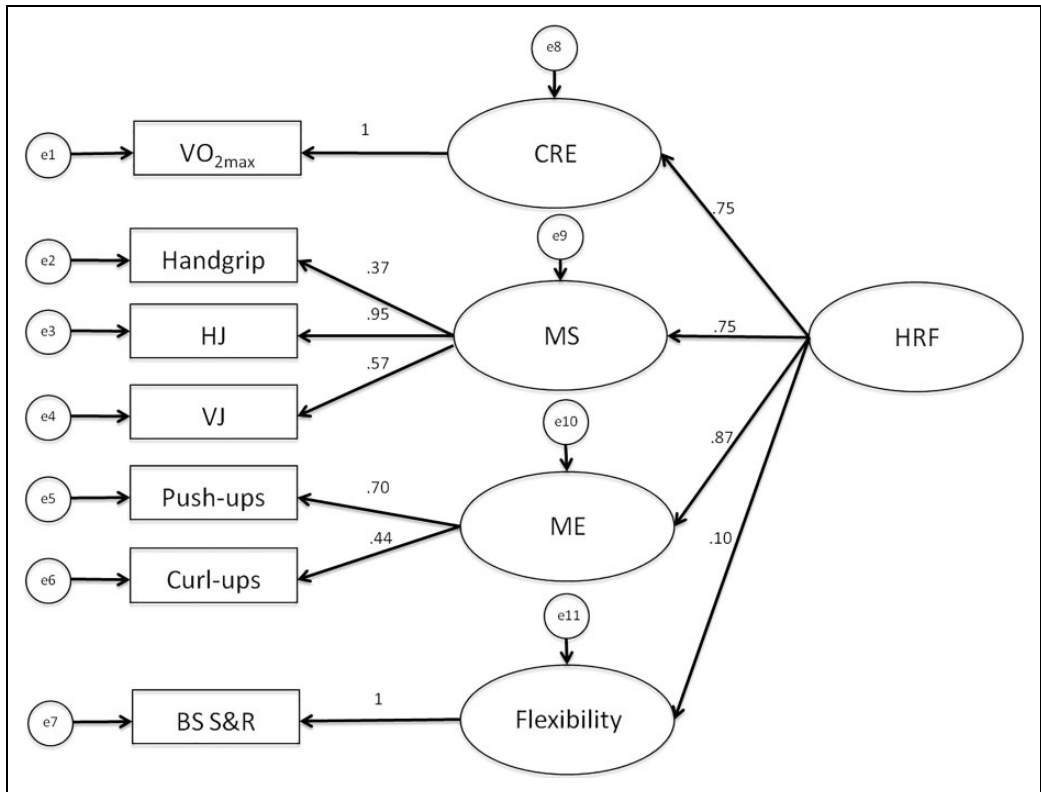 e8
e1
VO2max
1
CRE
.75
e9
e2
Handgrip
.37
e3
HJ
.95
MS
.75
HRF
.57
e4
VJ
e10
.87
e5
Push-ups
.70
ME
.10
.44
e6
Curl-ups
e11
e7
BS S&R
1
Flexibility